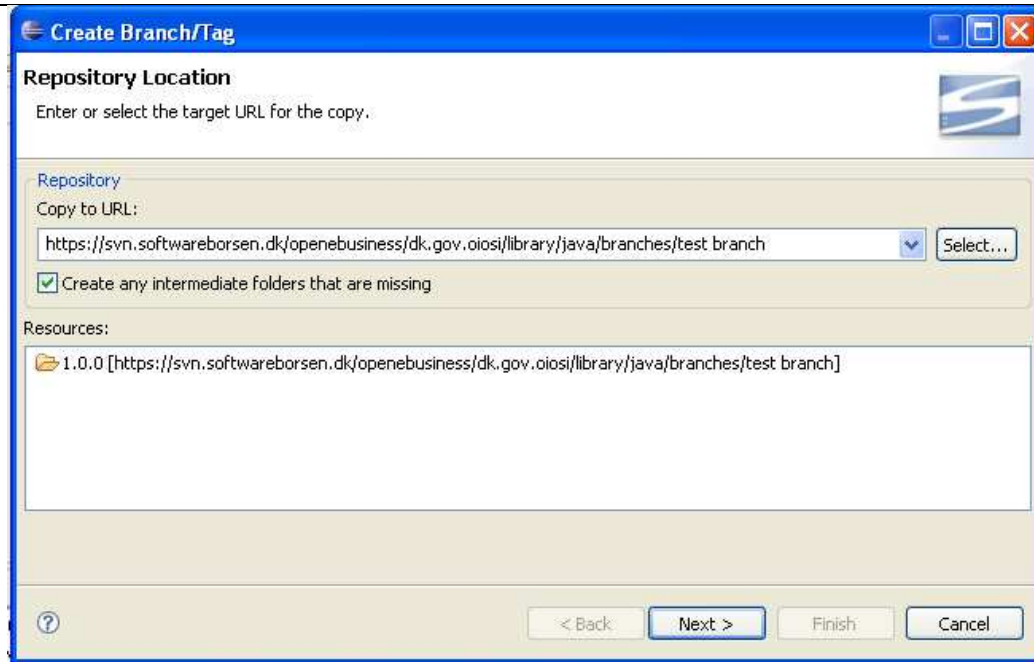 Create Branch/Tag
Repository Location
Enter or select the target URL for the copy.
Repository
Copy to URL:
https://svn.softwareborsen.dk/openebusiness/dk.gov.oiosi/library/java/branches/test branch
Select...
Create any intermediate folders that are missing
Resources:
1.0.0 [https://svn.softwareborsen.dk/openebusiness/dk.gov.oiosi/library/java/branches/test branch]
?
< Back
Next >
Finish
Cancel